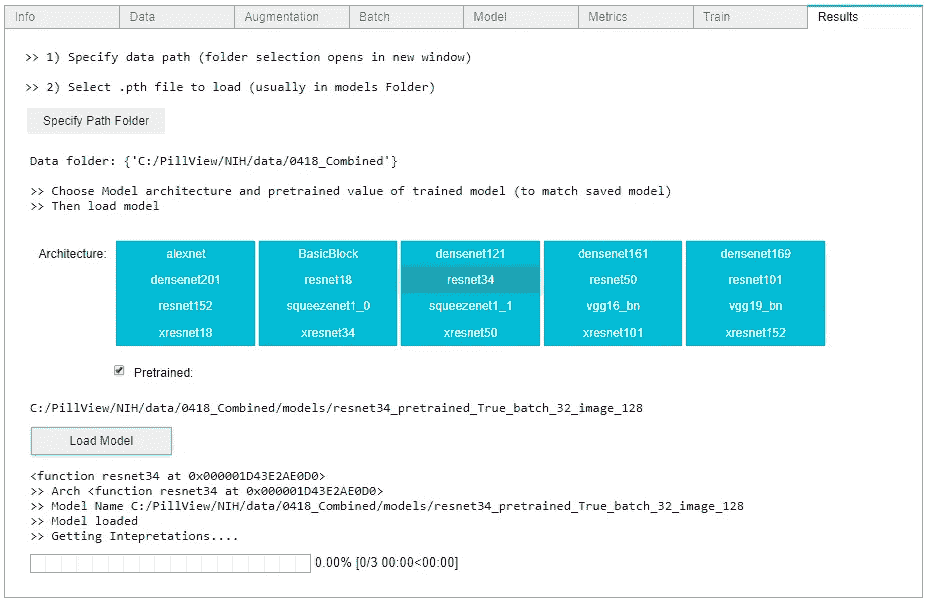 Info Data Augmentation Batch Model Metrics Train Results
>> 1) Specify data path (folder selection opens in new window)
>> 2) Select .pth file to load (usually in models Folder)
Specify Path Folder
Data folder: {'C:/PillView/NIH/data/0418_Combined'}
>> Choose Model architecture and pretrained value of trained model (to match saved model)
>> Then load model
Architecture: alexnet BasicBlock densenet121 densenet161 densenet169
densenet201 resnet18 resnet34 resnet50 resnet101
resnet152 squeezenet1_0 squeezenet1_1 vgg16_bn vgg19_bn
xresnet18 xresnet34 xresnet50 xresnet101 xresnet152
Pretrained:
C:/PillView/NIH/data/0418_Combined/models/resnet34_pretrained_True_batch_32_image_128
Load Model
<function resnet34 at 0x000001D43E2AE0D0>
>> Arch <function resnet34 at 0x000001D43E2AE0D0>
>> Model Name C:/PillView/NIH/data/0418_Combined/models/resnet34_pretrained_True_batch_32_image_128
>> Model loaded
>> Getting Intepretations....
0.00% [0/3 00:00<00:00]